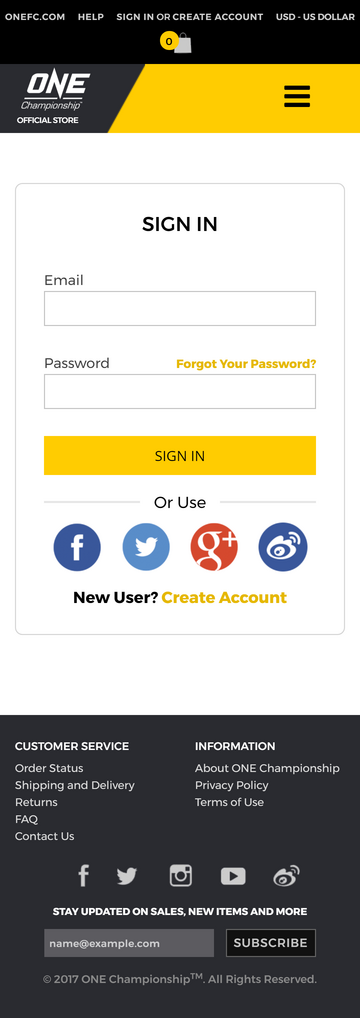 ONEFC.COM HELP SIGN IN OR CREATE ACCOUNT USD - US DOLLAR
0
ONE
Championship
OFFICIAL STORE
SIGN IN
Email
Password Forgot Your Password?
SIGN IN
Or Use
New User? Create Account
CUSTOMER SERVICE
Order Status
Shipping and Delivery
Returns
FAQ
Contact Us
INFORMATION
About ONE Championship
Privacy Policy
Terms of Use
STAY UPDATED ON SALES, NEW ITEMS AND MORE
name@example.com SUBSCRIBE
© 2017 ONE Championship™. All Rights Reserved.